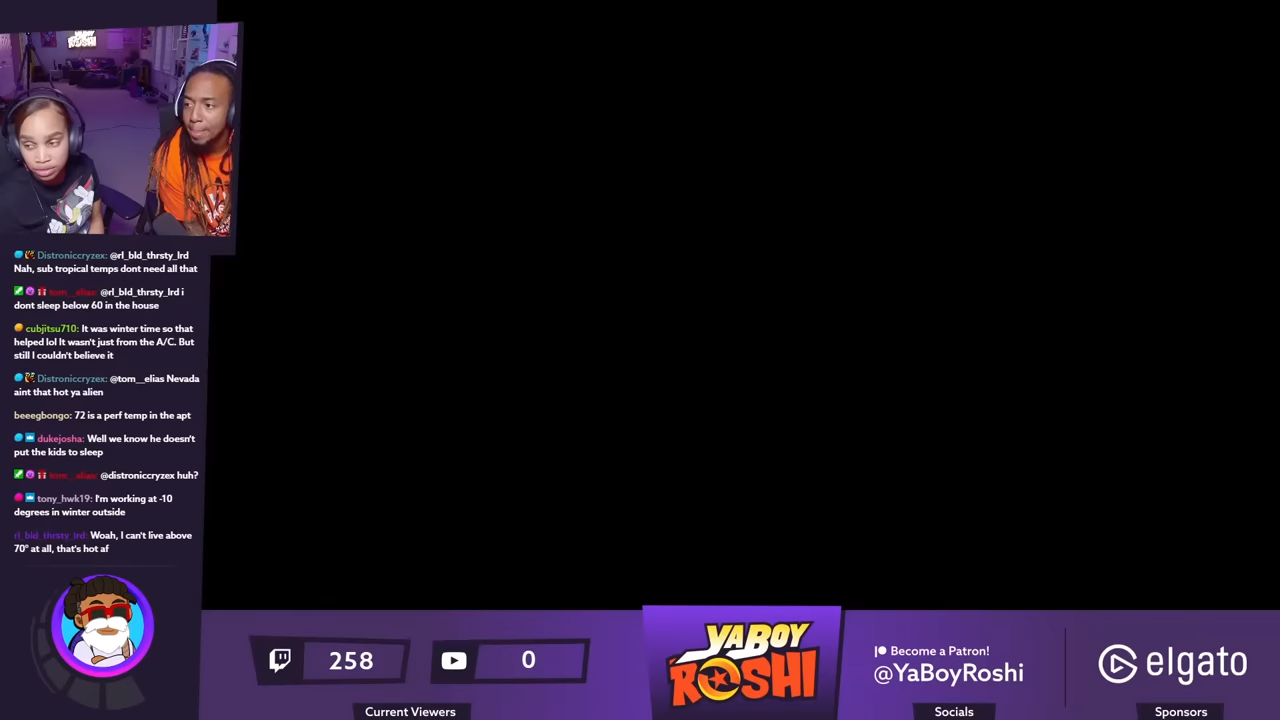 YABOY
ROSHI
Distroniccryzex: @rl_bld_thrsty_lrd
Nah, sub tropical temps dont need all that
tom__elias: @rl_bld_thrsty_lrd i
dont sleep below 60 in the house
cubjitsu710: It was winter time so that
helped lol It wasn't just from the A/C. But
still I couldn't believe it
Distroniccryzex: @tom__elias Nevada
aint that hot ya alien
beeegbongo: 72 is a perf temp in the apt
dukejosha: Well we know he doesn't
put the kids to sleep
tom__elias: @distroniccryzex huh?
tony_hwk19: I'm working at -10
degrees in winter outside
rl_bld_thrsty_lrd: Woah, I can't live above
70° at all, that's hot af
258
0
Current Viewers
YABOY
ROSHI
Become a Patron!
@YaBoyRoshi
Socials
elgato
Sponsors